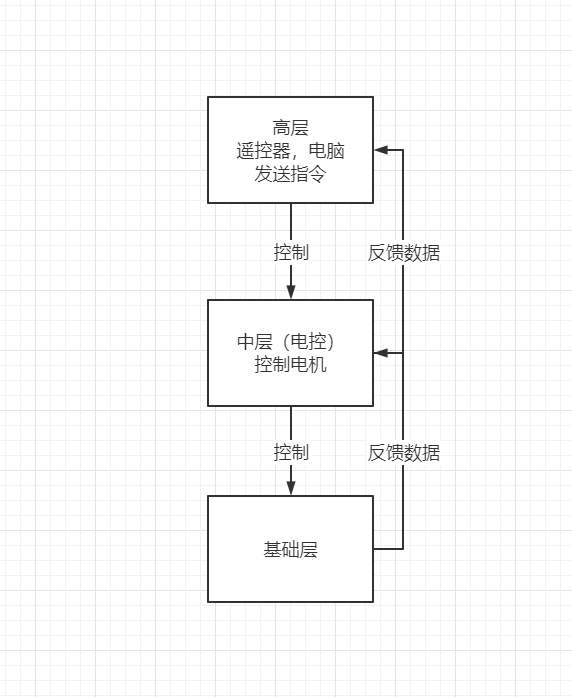 高层
遥控器，电脑
发送指令
控制
反馈数据
中层（电控）
控制电机
控制
反馈数据
基础层